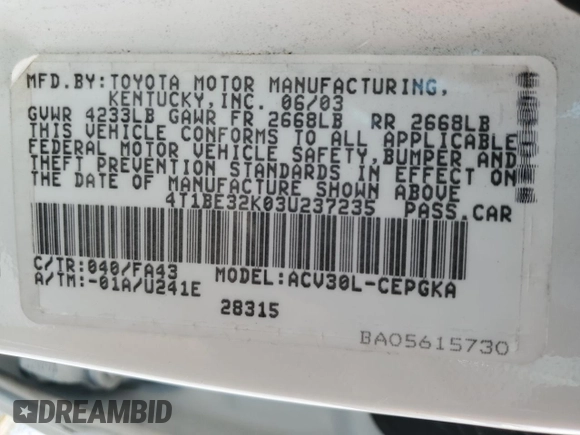 MFD.BY:TOYOTA MOTOR MANUFACTURING,
KENTUCKY,INC. 06/03
GVWR 4233LB GAWR FR 2668LB RR 2668LB
THIS VEHICLE CONFORMS TO ALL APPLICABLE
FEDERAL MOTOR VEHICLE SAFETY,BUMPER AND
THEFT PREVENTION STANDARDS IN EFFECT ON
THE DATE OF MANUFACTURE SHOWN ABOVE
4T1BE32K03U237235 PASS.CAR
C/TR:040/FA43 MODEL:ACV30L-CEPGKA
A/TM:-01A/U241E
28315
BA05615730
DREAMBID